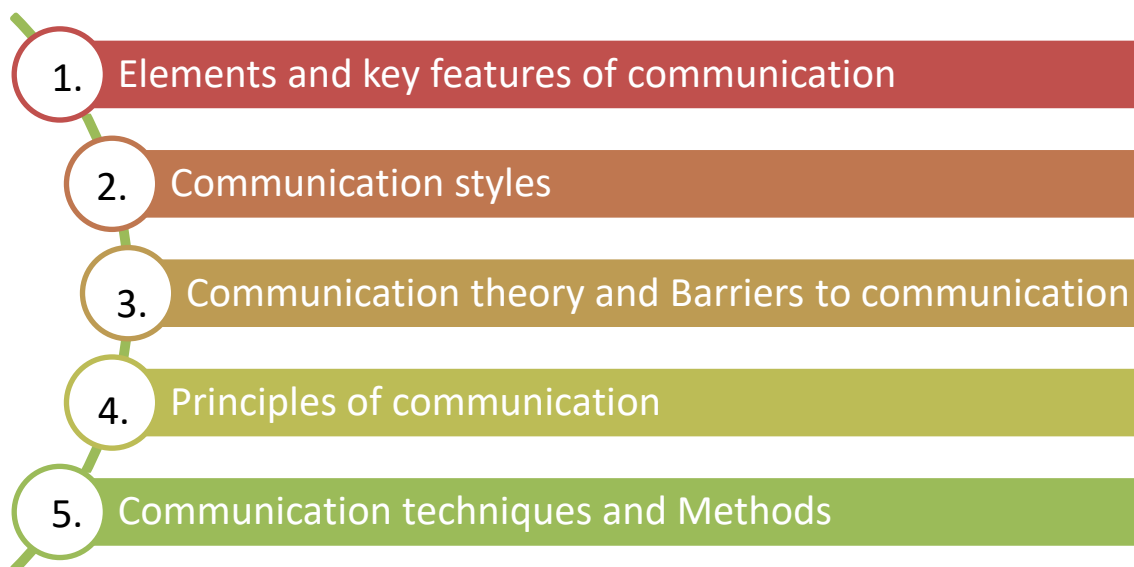 1. Elements and key features of communication
2. Communication styles
3. Communication theory and Barriers to communication
4. Principles of communication
5. Communication techniques and Methods